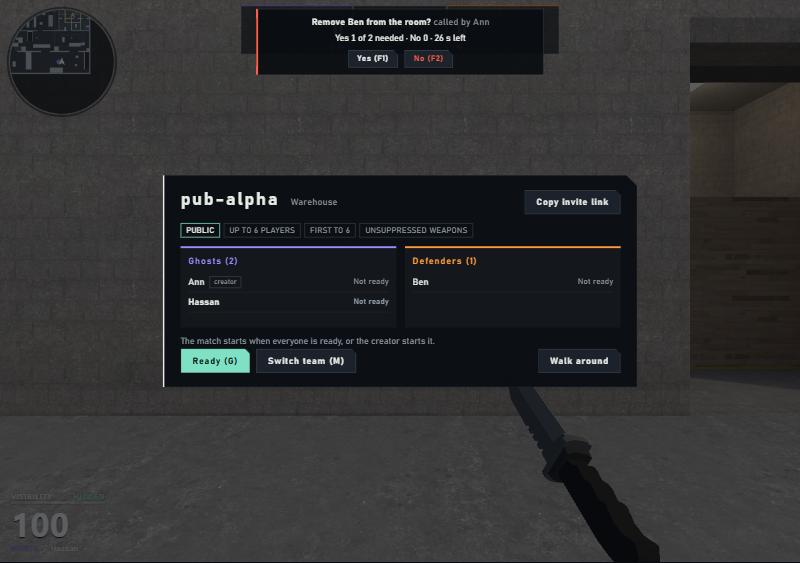 Remove Ben from the room? called by Ann
Yes 1 of 2 needed · No 0 · 26 s left
Yes (F1) No (F2)
pub-alpha Warehouse Copy invite link
PUBLIC UP TO 6 PLAYERS FIRST TO 6 UNSUPPRESSED WEAPONS
Ghosts (2) Defenders (1)
Ann creator Not ready Ben Not ready
Hassan Not ready
The match starts when everyone is ready, or the creator starts it.
Ready (G) Switch team (M) Walk around
VISIBILITY HIDDEN
100
Hassan